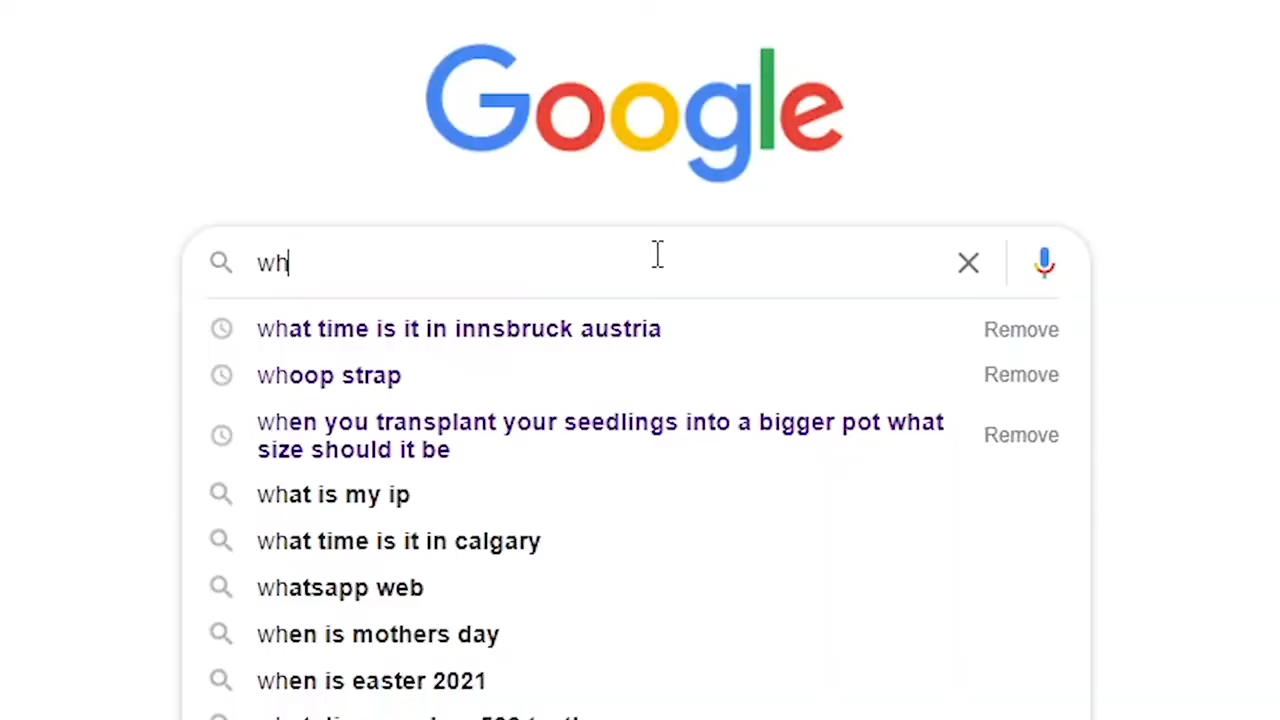 Google
wh
what time is it in innsbruck austria
Remove
whoop strap
Remove
when you transplant your seedlings into a bigger pot what
size should it be
Remove
what is my ip
what time is it in calgary
whatsapp web
when is mothers day
when is easter 2021